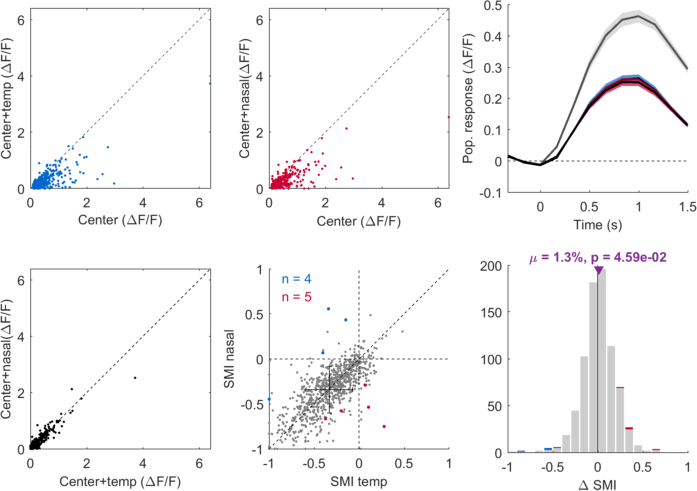 6
4
2
0
Center+temp (ΔF/F)
0 2 4 6
Center (ΔF/F)
6
4
2
0
Center+nasal(ΔF/F)
0 2 4 6
Center (ΔF/F)
0.5
0.4
0.3
0.2
0.1
0
-0.1
Pop. response (ΔF/F)
0 0.5 1.0 1.5
Time (s)
6
4
2
0
Center+nasal(ΔF/F)
0 2 4 6
Center+temp (ΔF/F)
1
0.5
0
-0.5
-1
SMI nasal
n = 4
n = 5
-1 -0.5 0 0.5 1
SMI temp
μ = 1.3%, p = 4.59e-02
200
150
100
50
0
-1 -0.5 0 0.5 1
Δ SMI